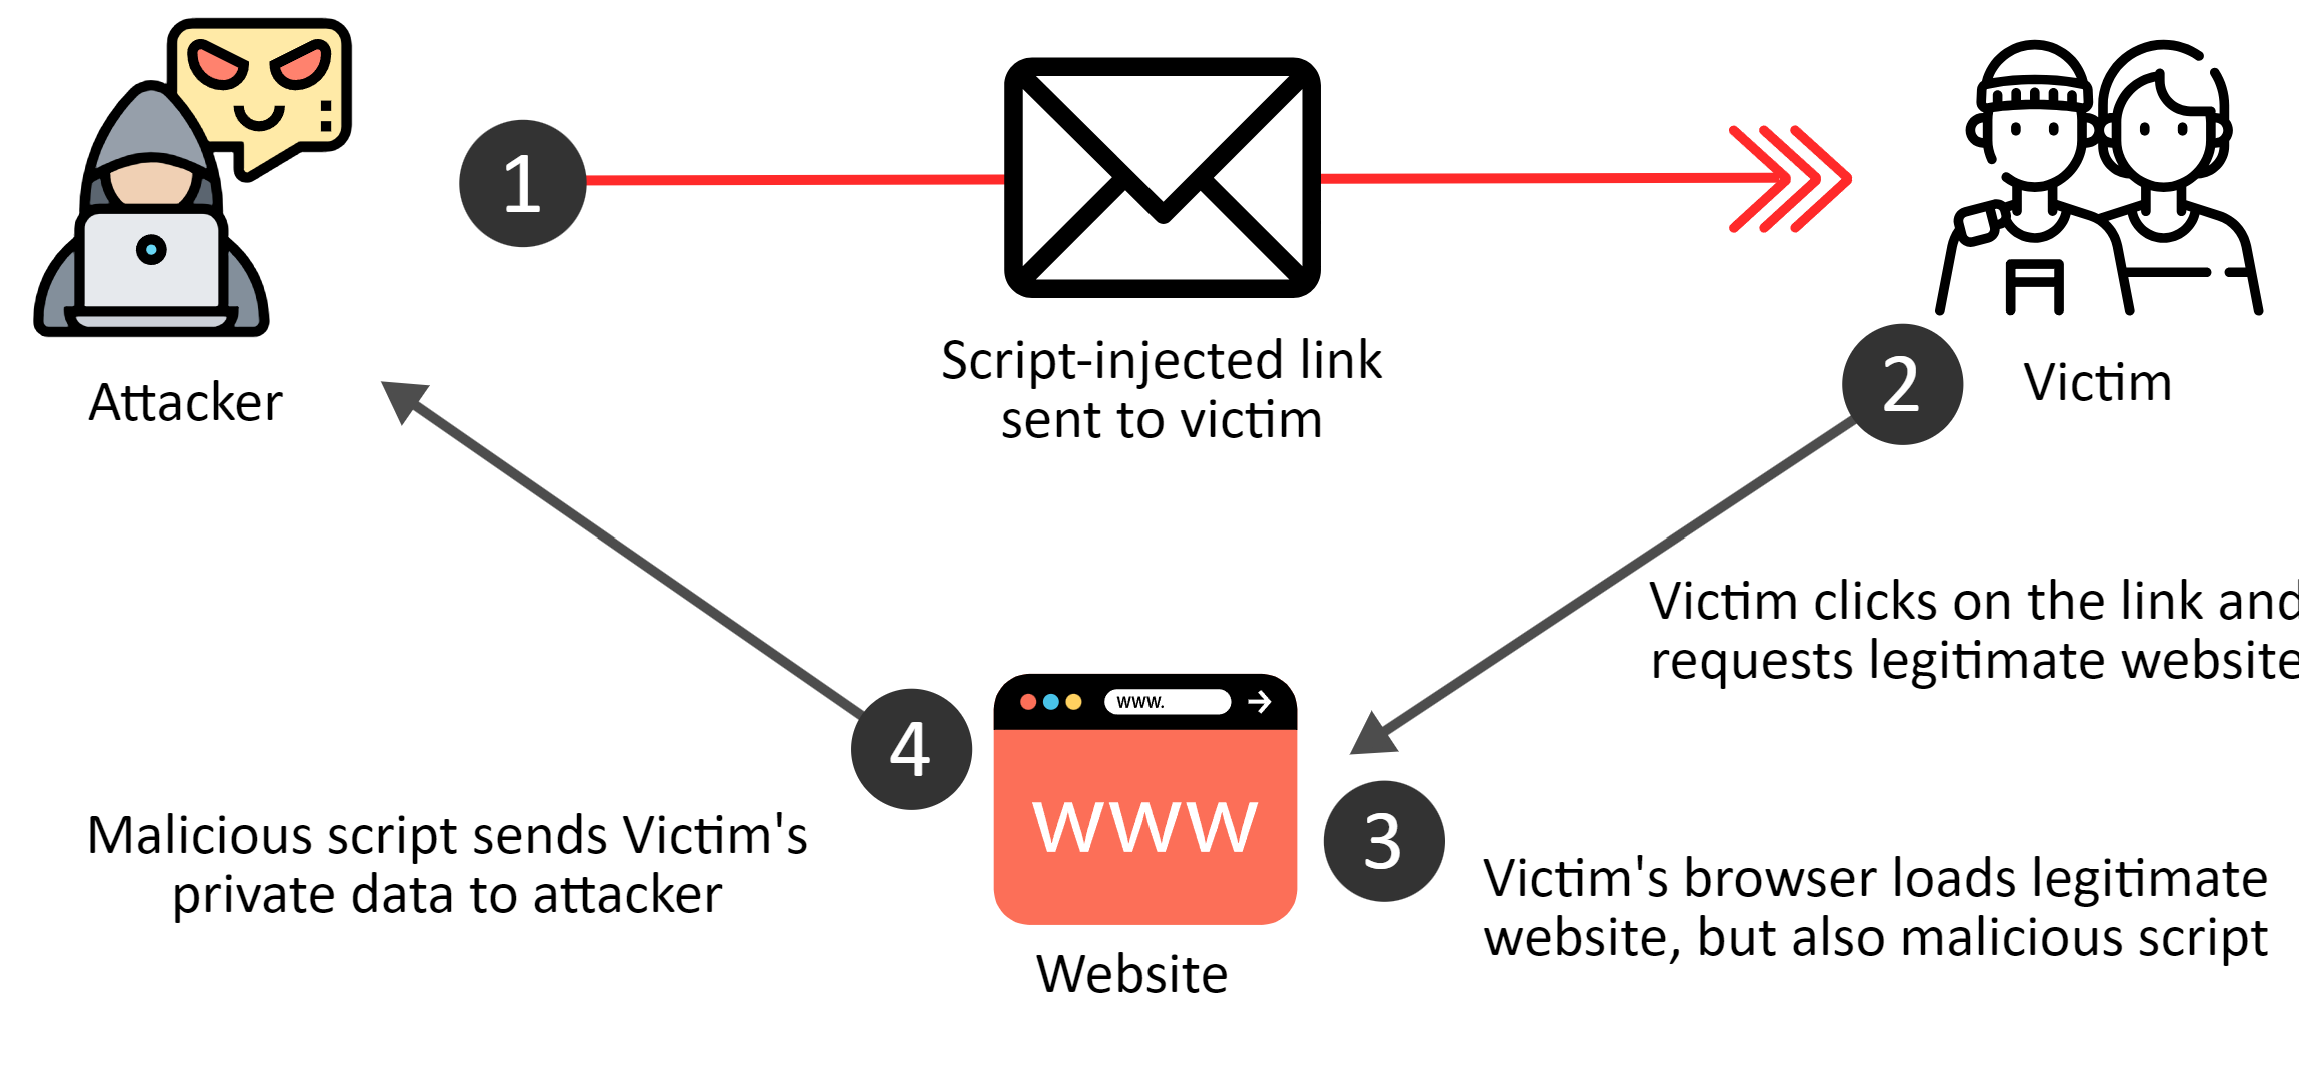 1
Script-injected link
sent to victim
Attacker
2
Victim
Victim clicks on the link and
requests legitimate website
www.
www
Website
3
Victim's browser loads legitimate
website, but also malicious script
4
Malicious script sends Victim's
private data to attacker